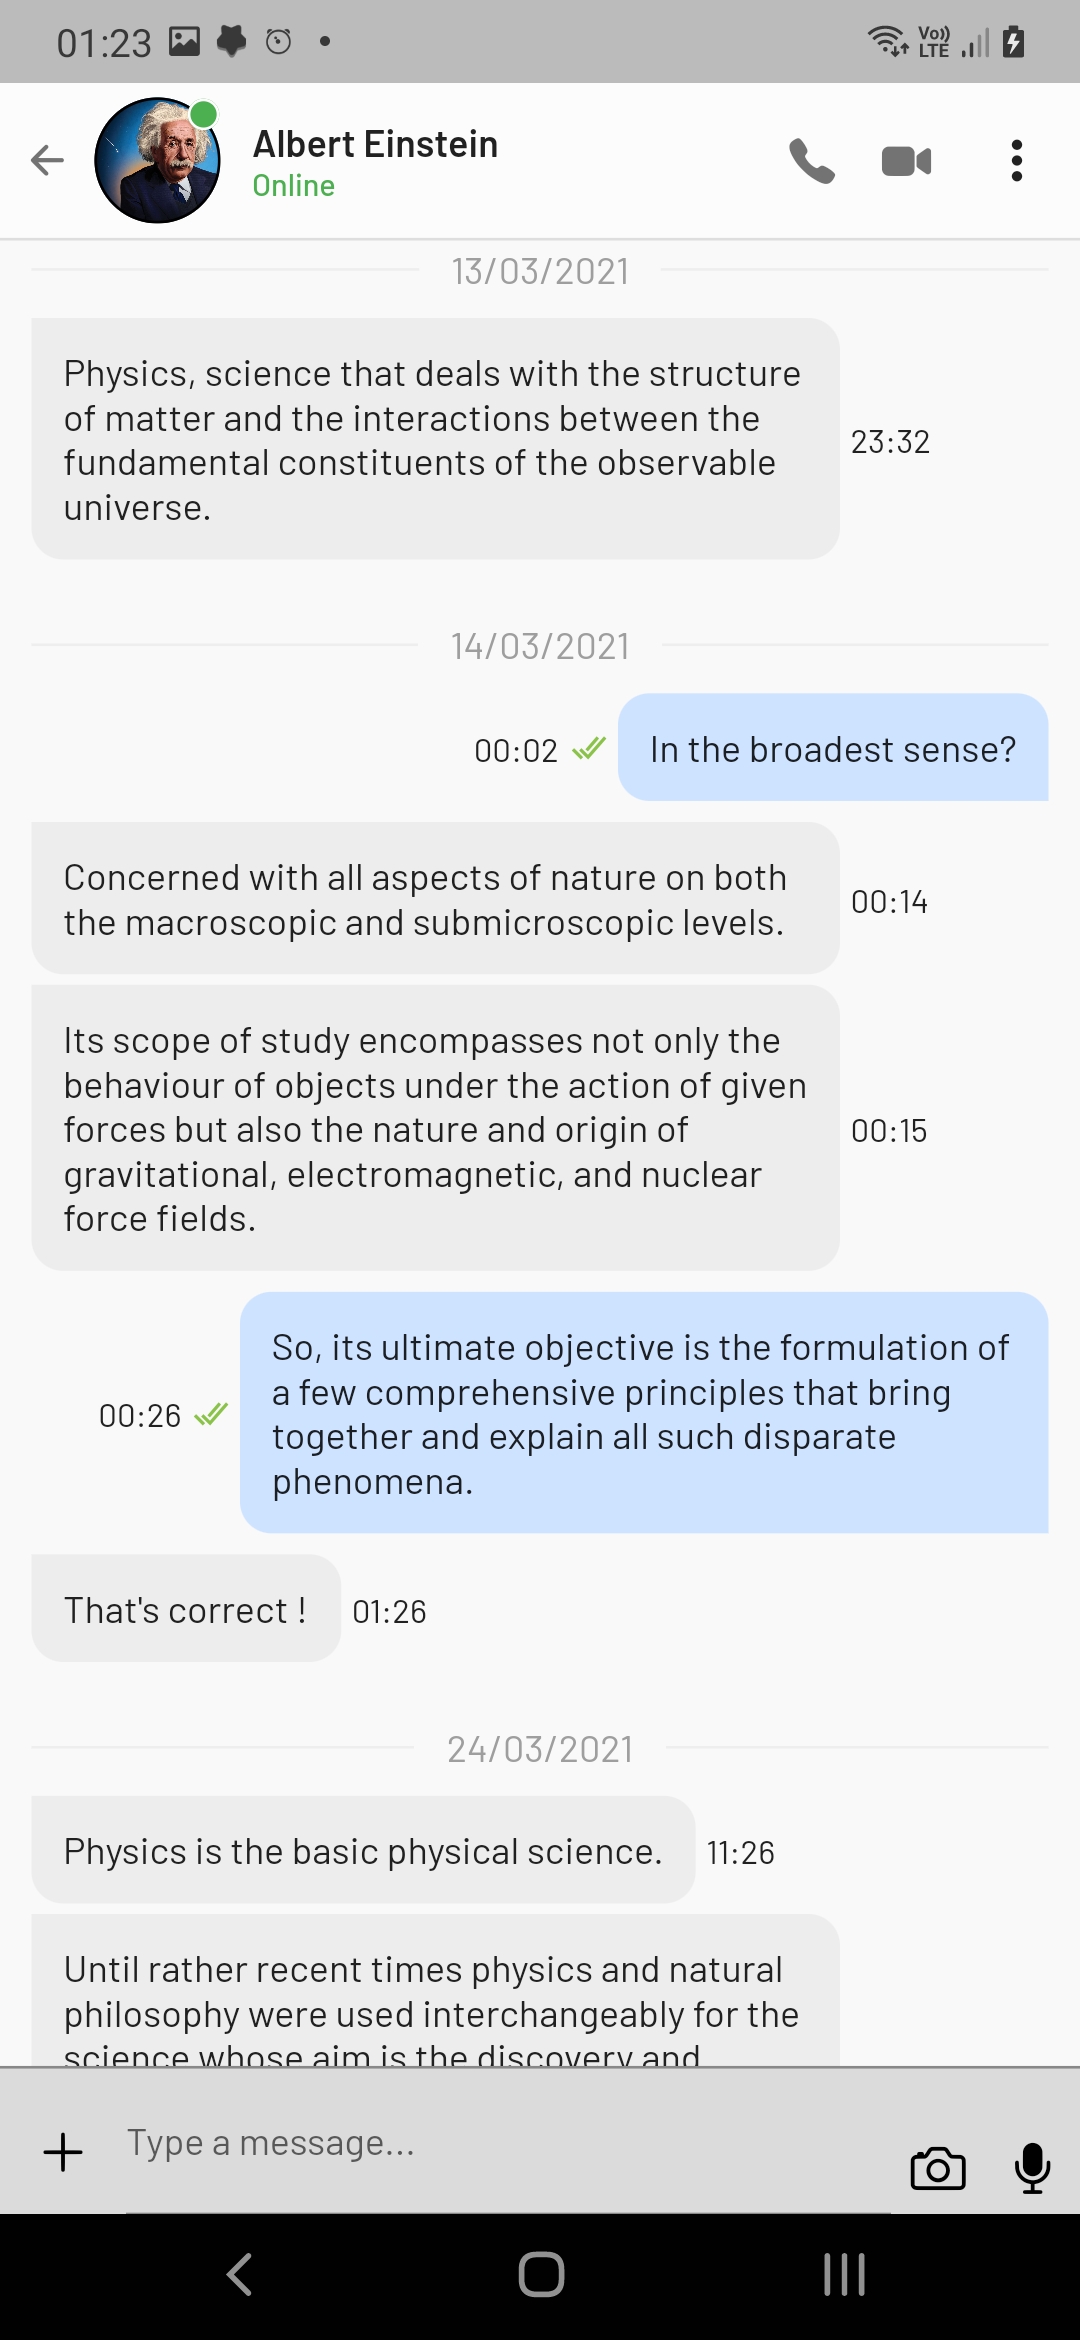 01:23
Vo)) LTE
Albert Einstein
Online
13/03/2021
Physics, science that deals with the structure
of matter and the interactions between the
fundamental constituents of the observable
universe.
23:32
14/03/2021
00:02
In the broadest sense?
Concerned with all aspects of nature on both
the macroscopic and submicroscopic levels.
00:14
Its scope of study encompasses not only the
behaviour of objects under the action of given
forces but also the nature and origin of
gravitational, electromagnetic, and nuclear
force fields.
00:15
So, its ultimate objective is the formulation of
a few comprehensive principles that bring
together and explain all such disparate
phenomena.
00:26
That's correct !
01:26
24/03/2021
Physics is the basic physical science.
11:26
Until rather recent times physics and natural
philosophy were used interchangeably for the
science whose aim is the discovery and
Type a message...